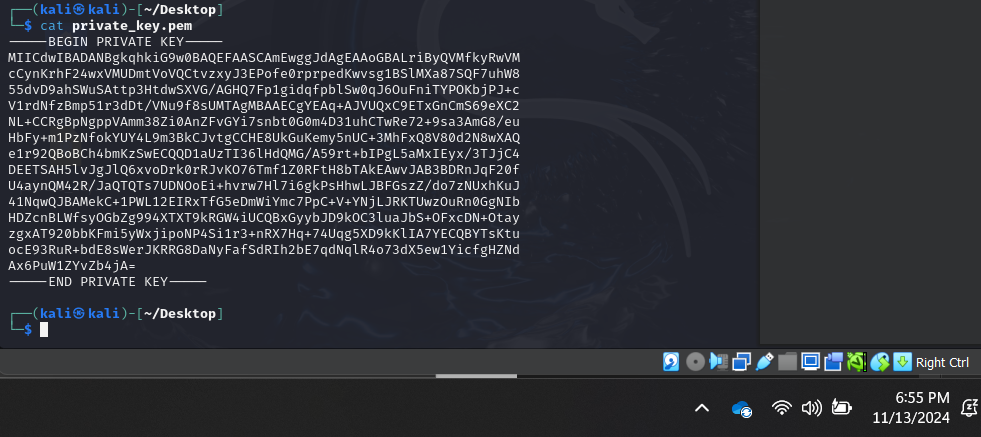 ┌──(kali㉿kali)-[~/Desktop]
└─$ cat private_key.pem
-----BEGIN PRIVATE KEY-----
MIICdwIBADANBgkqhkiG9w0BAQEFAASCAmEwggJdAgEAAoGBALriByQVMfkyRwVM
cCynKrhF24wxVMUDmtVoVQCtvzxyJ3EPofe0rprpedKwvsg1BSlMXa87SQF7uhW8
55dvD9ahSWuSAttp3HtdwSXVG/AGHQ7Fp1gidqfpblSw0qJ6OuFniTYPOKbjPJ+c
V1rdNfzBmp51r3dDt/VNu9f8sUMTAgMBAAECgYEAq+AJVUQxC9ETxGnCmS69eXC2
NL+CCRgBpNgppVAmm38Zi0AnZFvGYi7snbt0G0m4D31uhCTwRe72+9sa3AmG8/eu
HbFy+m1PzNfokYUY4L9m3BkCJvtgCCHE8UkGuKemy5nUC+3MhFxQ8V80d2N8wXAQ
e1r92QBoBCh4bmKzSwECQQD1aUzTI36lHdQMG/A59rt+bIPgL5aMxIEyx/3TJjC4
DEETSAH5lvJgJlQ6xvoDrk0rRJvKO76Tmf1Z0RFtH8bTAkEAwvJAB3BDRnJqF20f
U4aynQM42R/JaQTQTs7UDNOoEi+hvrw7Hl7i6gkPsHhwLJBFGszZ/do7zNUxhKuJ
41NqwQJBAMekC+1PWL12EIRxTfG5eDmWiYmc7PpC+V+YNjLJRKTUwzOuRn0GgNIb
HDZcnBLWfsyOGbZg994XTXT9kRGW4iUCQBxGyybJD9kOC3luaJbS+OFxcDN+Otay
zgxAT920bbKFmi5yWxjipoNP4Si1r3+nRX7Hq+74Uqg5XD9kKlIA7YECQBYTsKtu
ocE93RuR+bdE8sWerJKRRG8DaNyFafSdRIh2bE7qdNqlR4o73dX5ew1YicfgHZNd
Ax6PuW1ZYvZb4jA=
-----END PRIVATE KEY-----
┌──(kali㉿kali)-[~/Desktop]
└─$
Right Ctrl
6:55 PM
11/13/2024